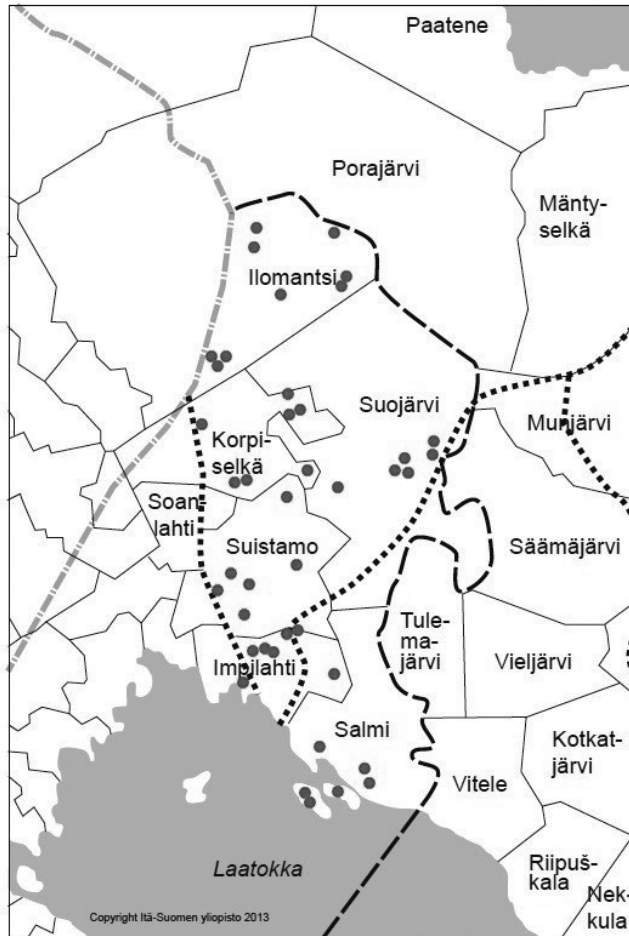 Paatene
Porajärvi
Mänty-
selkä
Ilomantsi
Suojärvi
Munjärvi
Korpi-
selkä
Soan-
lahti
Suistamo
Säämäjärvi
Tule-
ma-
järvi
Vieljärvi
Impilahti
Salmi
Kotkat-
järvi
Vitele
Laatokka
Riipuš-
kala
Nek-
kula
Copyright Itä-Suomen yliopisto 2013